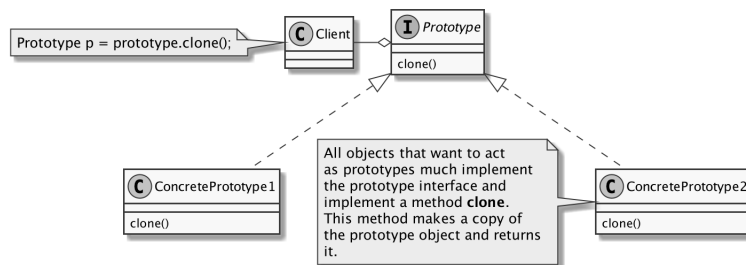 Prototype p = prototype.clone();
C Client
I Prototype
clone()
C ConcretePrototype1
clone()
All objects that want to act
as prototypes much implement
the prototype interface and
implement a method clone.
This method makes a copy of
the prototype object and returns
it.
C ConcretePrototype2
clone()